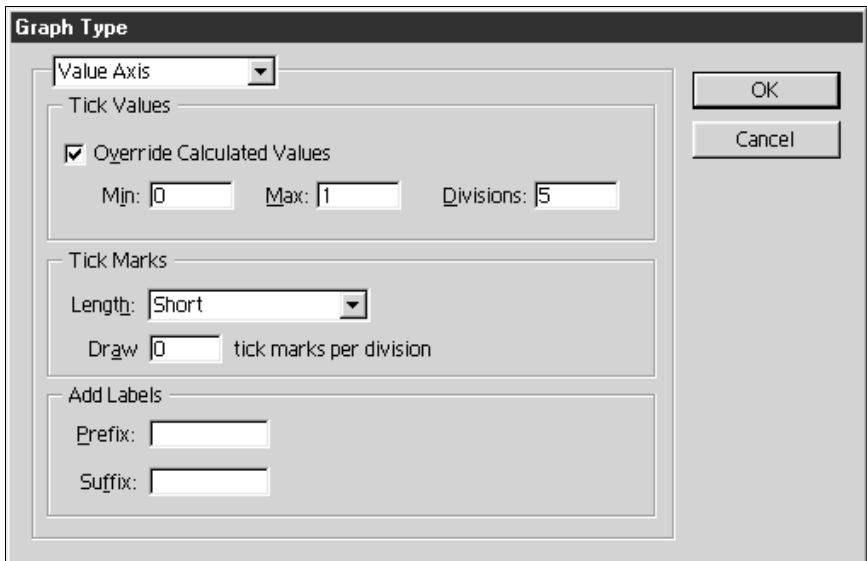 Graph Type
Value Axis
OK
Tick Values
Cancel
Override Calculated Values
Min: 0 Max: 1 Divisions: 5
Tick Marks
Length: Short
Draw 0 tick marks per division
Add Labels
Prefix:
Suffix: